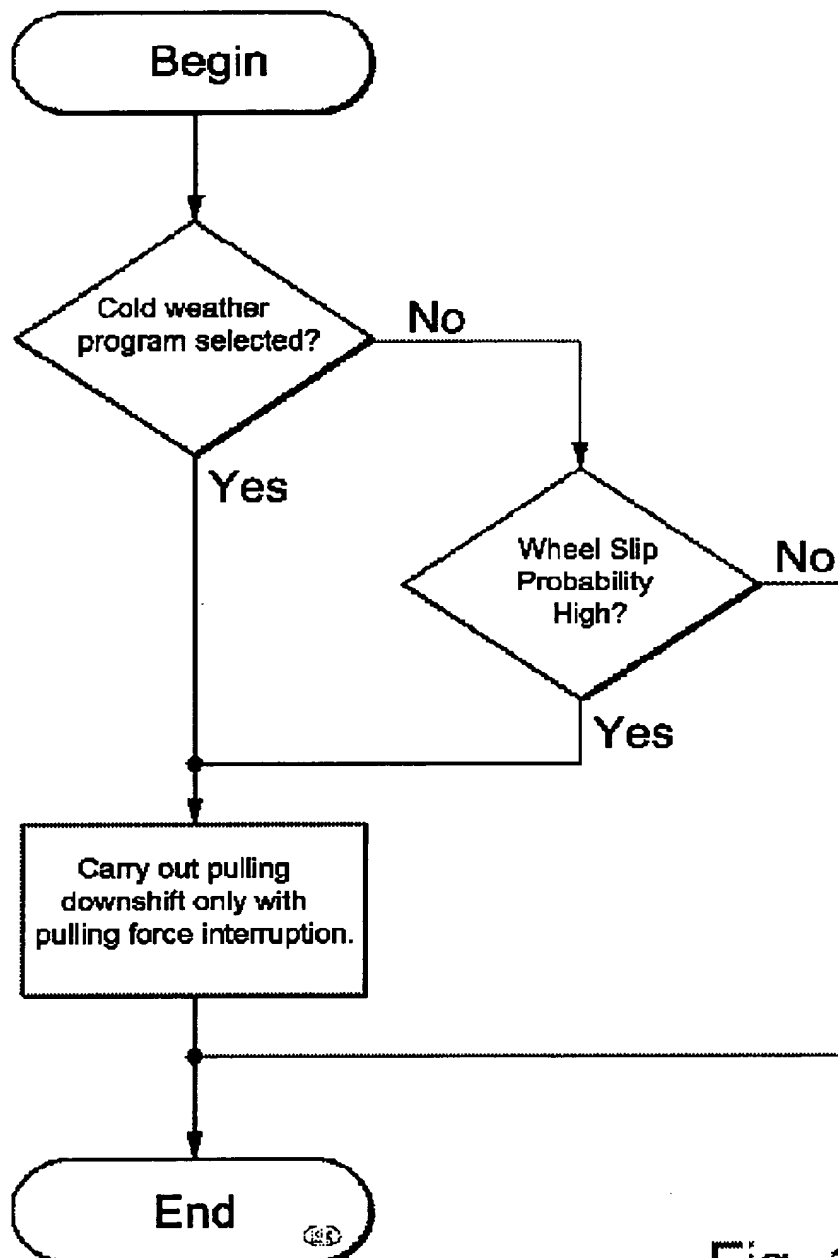 Begin
Cold weather
program selected?
No
Yes
Wheel Slip
Probability
High?
No
Yes
Carry out pulling
downshift only with
pulling force interruption.
End